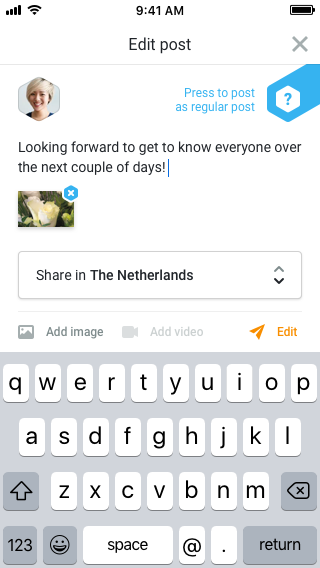 9:41 AM
Edit post
Press to post
as regular post
?
Looking forward to get to know everyone over
the next couple of days!
Share in The Netherlands
Add image Add video Edit
q w e r t y u i o p
a s d f g h j k l
z x c v b n m
123 space @ . return